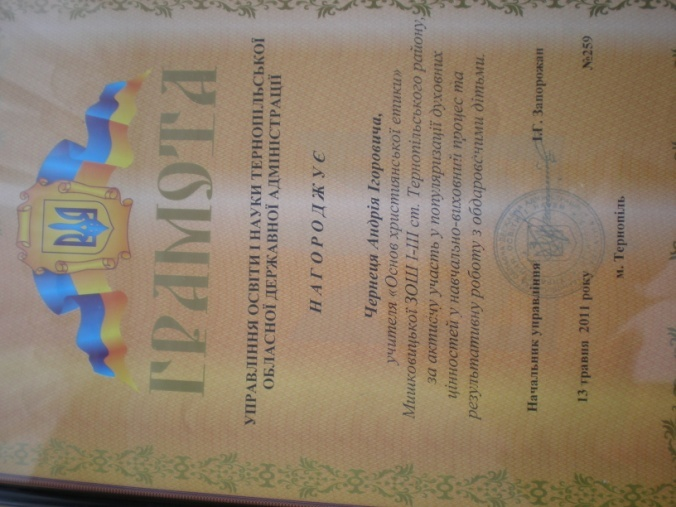 ГРАМОТА
УПРАВЛІННЯ ОСВІТИ І НАУКИ ТЕРНОПІЛЬСЬКОЇ
ОБЛАСНОЇ ДЕРЖАВНОЇ АДМІНІСТРАЦІЇ
НАГОРОДЖУЄ
Чернеця Андрія Ігоровича,
учителя «Основ християнської етики»
Мишковицької ЗОШ І-ІІІ ст. Тернопільського району,
за активну участь у популяризації духовних
цінностей у навчально-виховний процес та
результативну роботу з обдарованими дітьми.
Начальник управління І.Г. Запорожан
13 травня 2011 року №259
м. Тернопіль